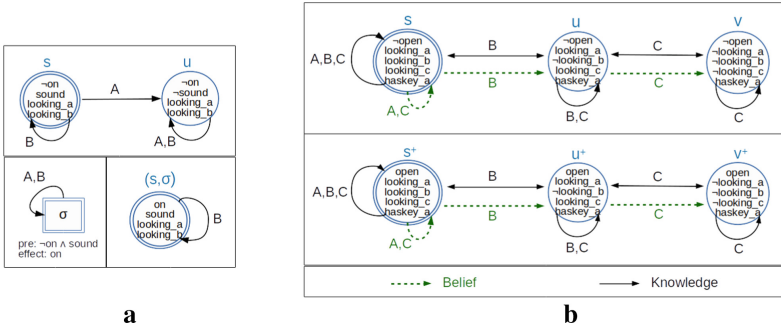 s
u
¬on
sound
looking_a
looking_b
A
¬on
¬sound
looking_a
looking_b
B
A,B
A,B
σ
pre: ¬on ∧ sound
effect: on
(s,σ)
on
sound
looking_a
looking_b
B
a
s
u
v
A,B,C
¬open
looking_a
looking_b
looking_c
haskey_a
B
B
A,C
¬open
looking_a
¬looking_b
¬looking_c
haskey_a
C
C
B,C
¬open
looking_a
¬looking_b
¬looking_c
haskey_a
C
s+
u+
v+
A,B,C
open
looking_a
looking_b
looking_c
haskey_a
B
B
A,C
open
looking_a
¬looking_b
looking_c
haskey_a
C
C
B,C
open
looking_a
¬looking_b
¬looking_c
haskey_a
C
Belief
Knowledge
b